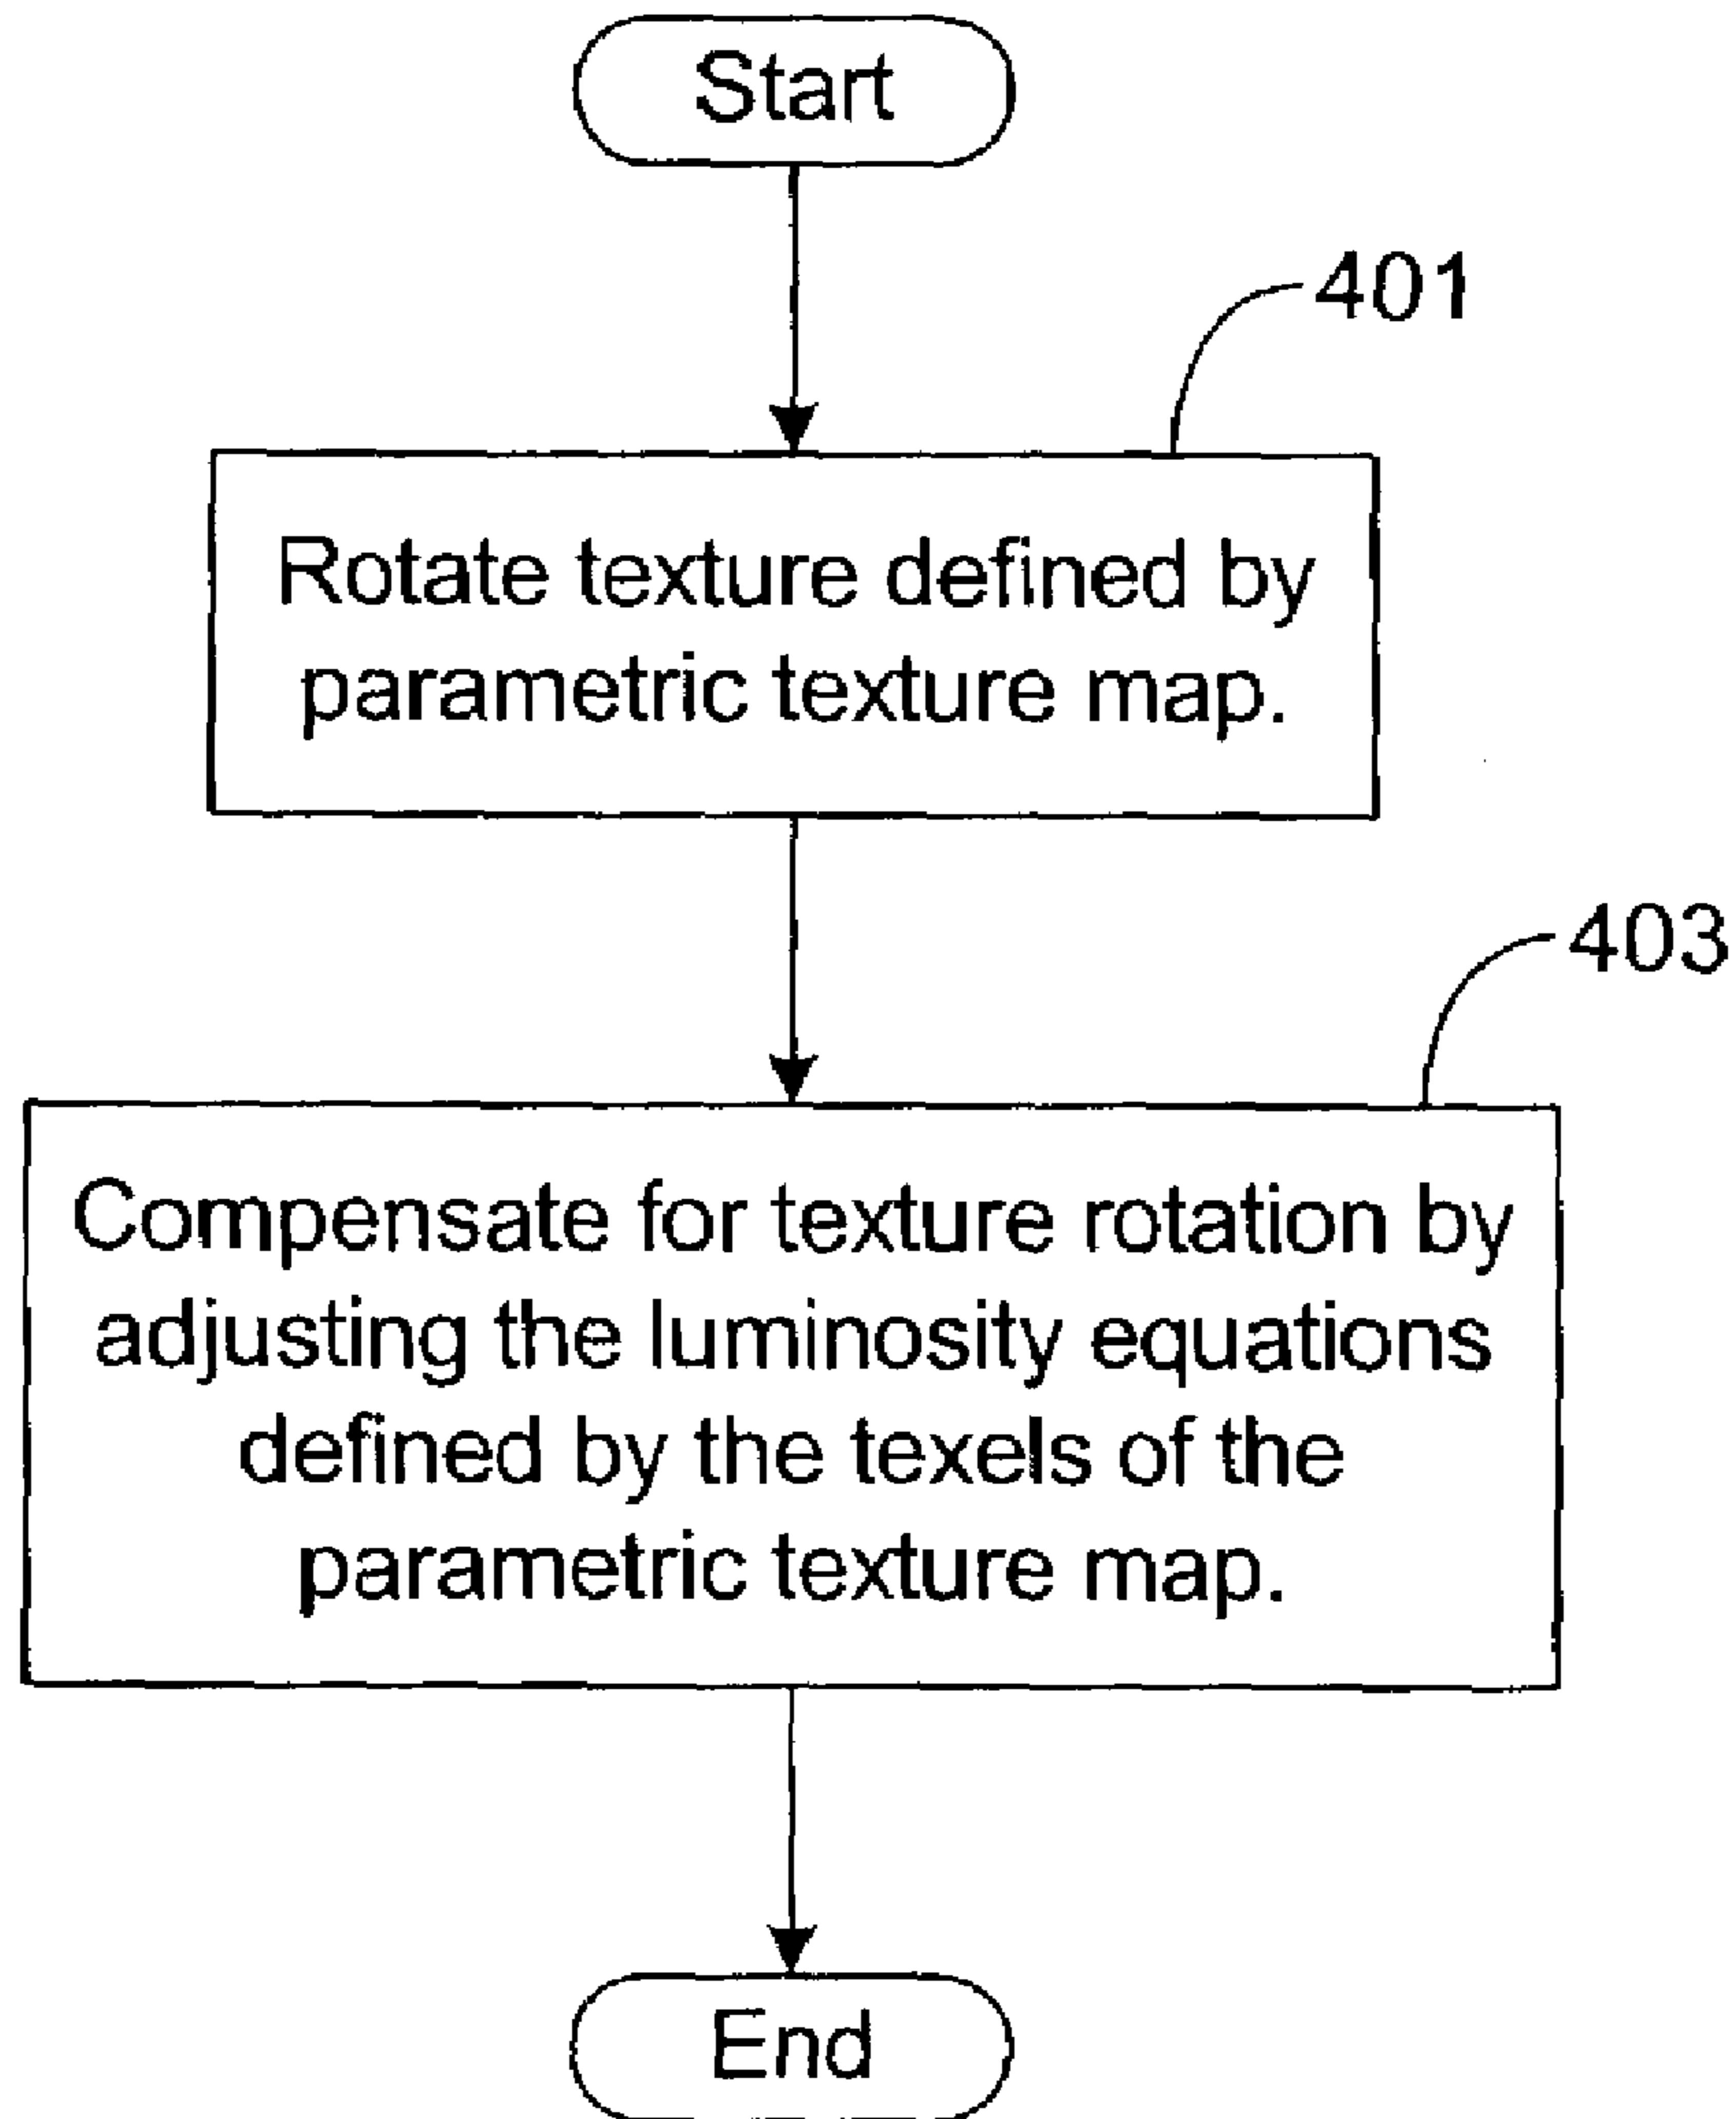 Start
401
Rotate texture defined by
parametric texture map.
403
Compensate for texture rotation by
adjusting the luminosity equations
defined by the texels of the
parametric texture map.
End